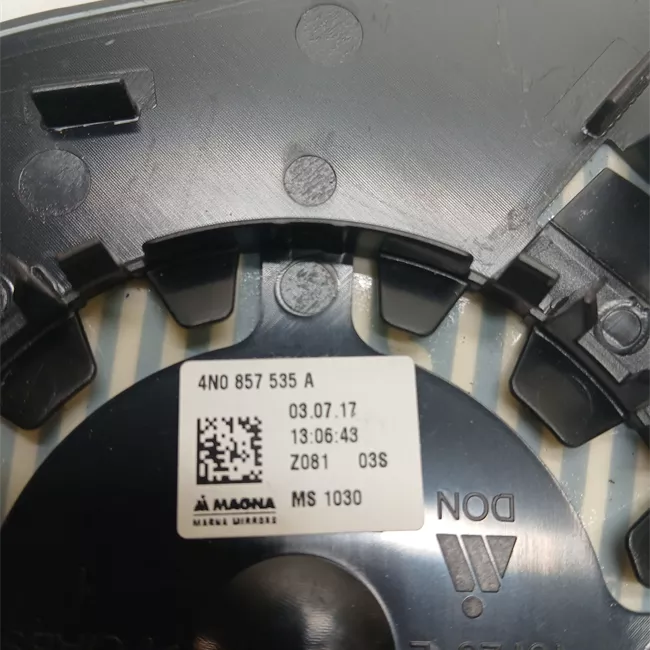 4N0 857 535 A
03.07.17
13:06:43
Z081 03S
MAGNA MS 1030
MAGNA MIRRORS
DON